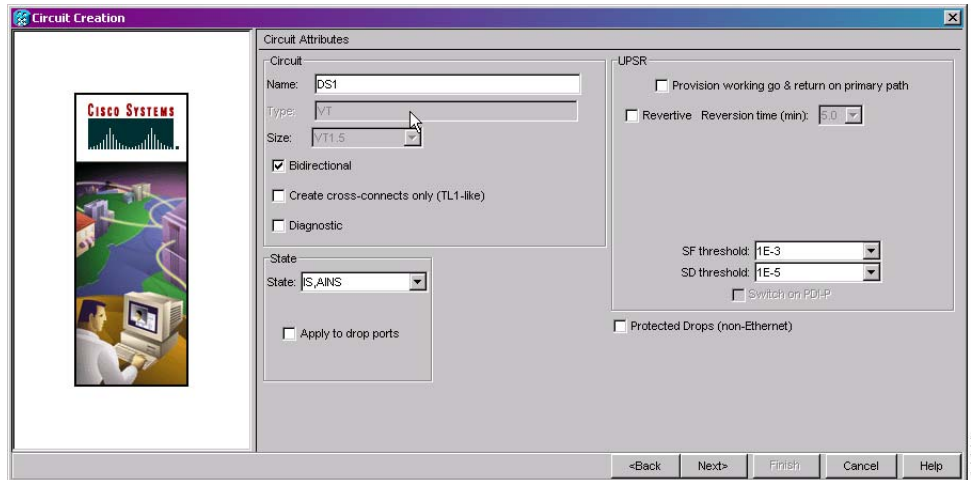 Circuit Creation
Circuit Attributes
CISCO SYSTEMS
Circuit
Name: DS1
Type: VT
Size: VT1.5
Bidirectional
Create cross-connects only (TL1-like)
Diagnostic
State
State: IS,AINS
Apply to drop ports
UPSR
Provision working go & return on primary path
Revertive Reversion time (min): 5.0
SF threshold: 1E-3
SD threshold: 1E-5
Switch on PDI-P
Protected Drops (non-Ethernet)
<Back Next> Finish Cancel Help